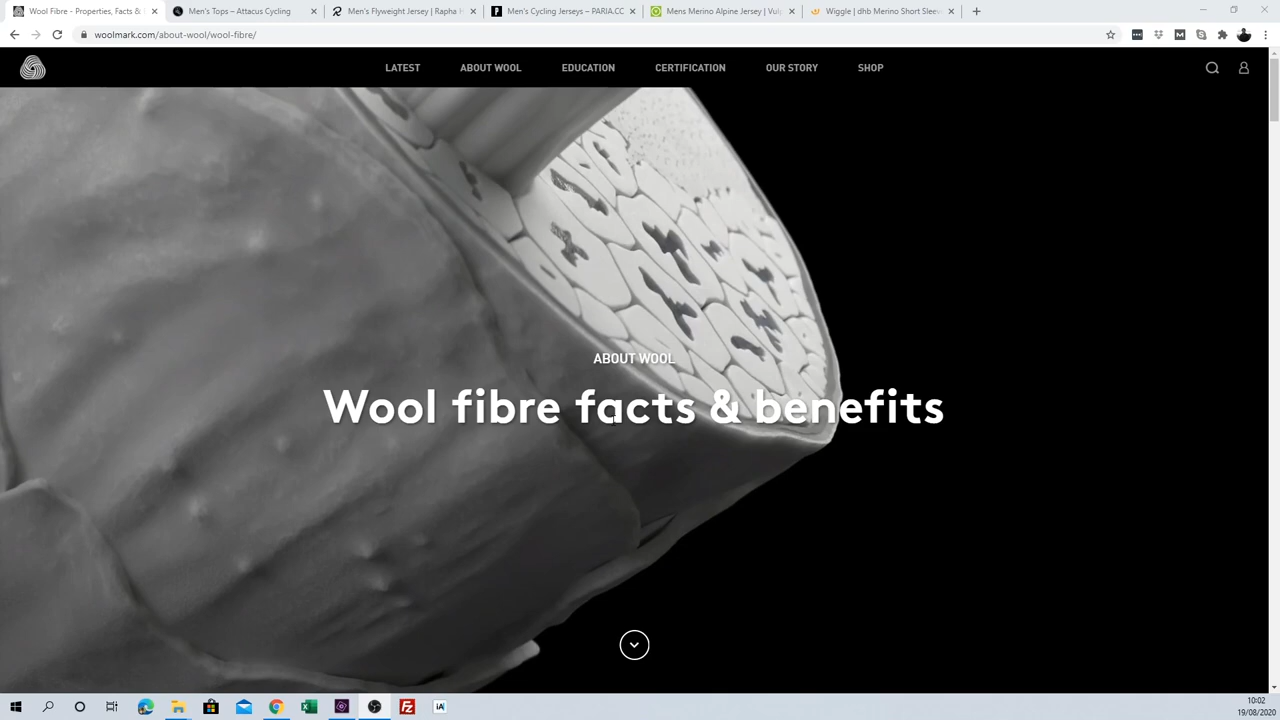 Wool Fibre - Properties, Facts &
Men's Tops – Attacus Cycling
Men's Flyweight Jersey | Rapha
Men's Cycling Jerseys – PARIA.CC
Mens Merino Alpine Jersey | Vul
Wiggle | dhb Merino Short Sleev
woolmark.com/about-wool/wool-fibre/
LATEST
ABOUT WOOL
EDUCATION
CERTIFICATION
OUR STORY
SHOP
ABOUT WOOL
Wool fibre facts & benefits
10:02
19/08/2020